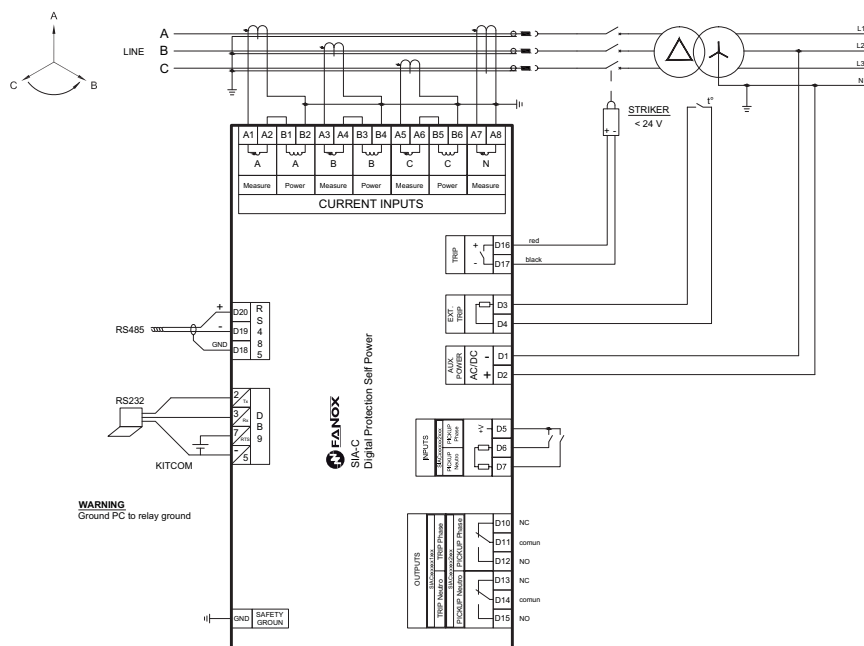 A
C
B
LINE
A
B
C
L1
L2
L3
N
STRIKER
< 24 V
+ -
t°
A1 A2 B1 B2 A3 A4 B3 B4 A5 A6 B5 B6 A7 A8
A A B B C C N
Measure Power Measure Power Measure Power Measure
CURRENT INPUTS
TRIP
+
-
D16
D17
red
black
EXT.
TRIP
D3
D4
AUX.
POWER
AC/DC
-
+
D1
D2
RS485
+
-
GND
D20
D19
D18
RS485
RS232
KITCOM
2 Tx
3 Rx
7 RTS
- 5
DB9
FANOX
SIA-C
Digital Protection Self Power
INPUTS
PICKUP Phase
PICKUP Neutro
+V
D5
D6
D7
WARNING
Ground PC to relay ground
OUTPUTS
SIACxxxxx1xxx
TRIP Phase
TRIP Neutro
SIACxxxxx2xxx
PICKUP Phase
PICKUP Neutro
D10 NC
D11 comun
D12 NO
D13 NC
D14 comun
D15 NO
GND
SAFETY
GROUN